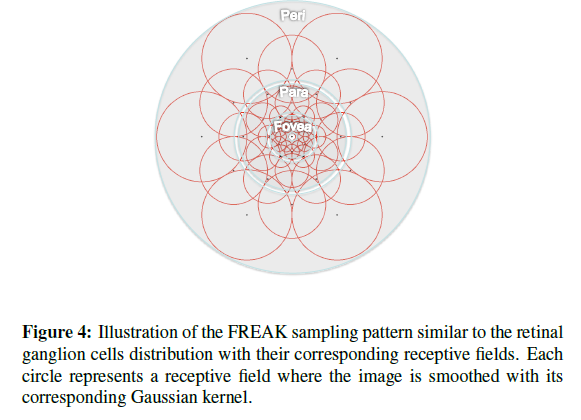 Peri
Para
Fovea
Figure 4: Illustration of the FREAK sampling pattern similar to the retinal
ganglion cells distribution with their corresponding receptive fields. Each
circle represents a receptive field where the image is smoothed with its
corresponding Gaussian kernel.